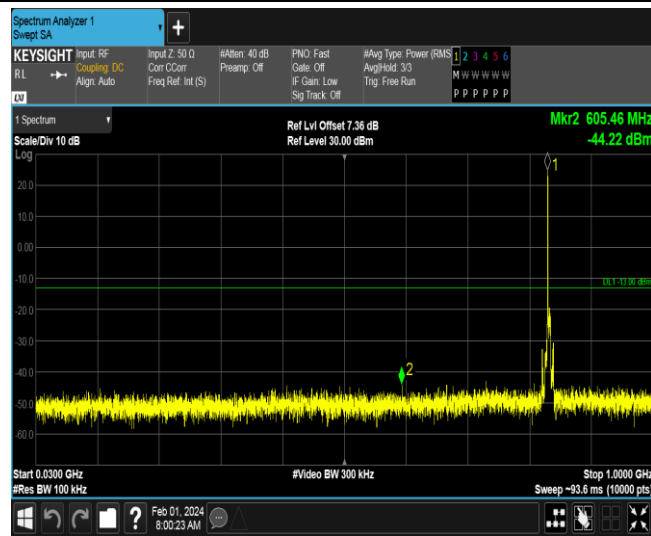 Spectrum Analyzer 1
Swept SA
+
KEYSIGHT
RL
LXI
Input: RF
Coupling: DC
Align: Auto
Input Z: 50 Ω
Corr CCorr
Freq Ref: Int (S)
#Atten: 40 dB
Preamp: Off
PNO: Fast
Gate: Off
IF Gain: Low
Sig Track: Off
#Avg Type: Power (RMS
Avg|Hold: 3/3
Trig: Free Run
1 2 3 4 5 6
M W W W W W
P P P P P P
1 Spectrum
Scale/Div 10 dB
Log
Ref Lvl Offset 7.36 dB
Ref Level 30.00 dBm
Mkr2 605.46 MHz
-44.22 dBm
1
20.0
10.0
0.00
-10.0
DL1 -13.00 dBm
-20.0
-30.0
2
-40.0
-50.0
-60.0
Start 0.0300 GHz
#Res BW 100 kHz
#Video BW 300 kHz
Stop 1.0000 GHz
Sweep ~93.6 ms (10000 pts)
?
Feb 01, 2024
8:00:23 AM